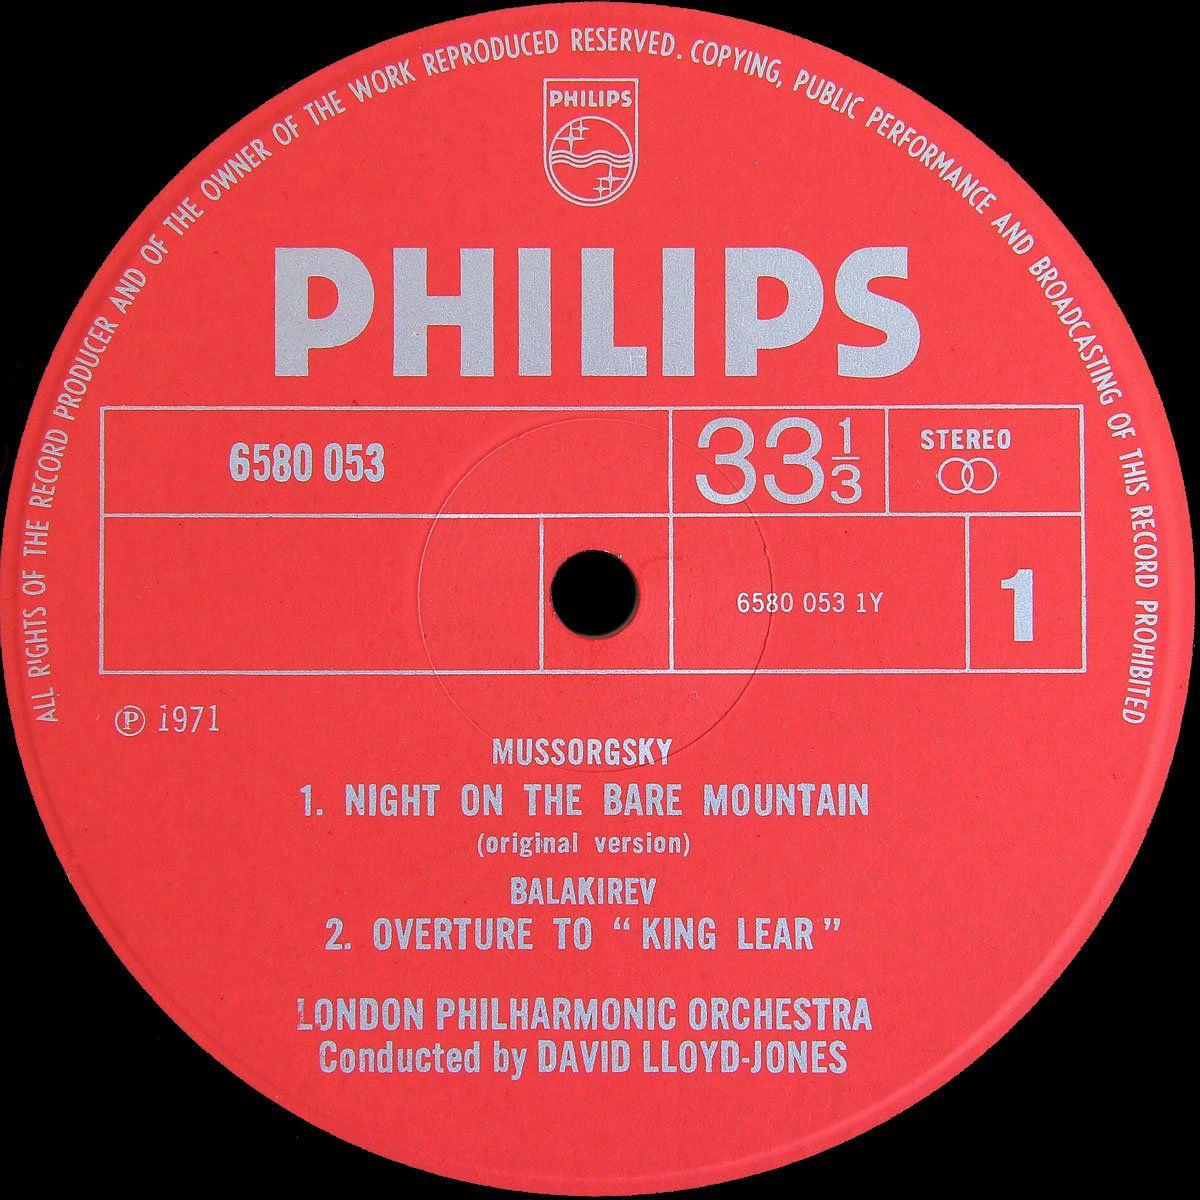 ALL RIGHTS OF THE RECORD PRODUCER AND OF THE OWNER OF THE WORK REPRODUCED RESERVED. COPYING, PUBLIC PERFORMANCE AND BROADCASTING OF THIS RECORD PROHIBITED
PHILIPS
PHILIPS
6580 053
33 1/3
STEREO
6580 053 1Y
1
Ⓟ 1971
MUSSORGSKY
1. NIGHT ON THE BARE MOUNTAIN
(original version)
BALAKIREV
2. OVERTURE TO “KING LEAR”
LONDON PHILHARMONIC ORCHESTRA
Conducted by DAVID LLOYD-JONES